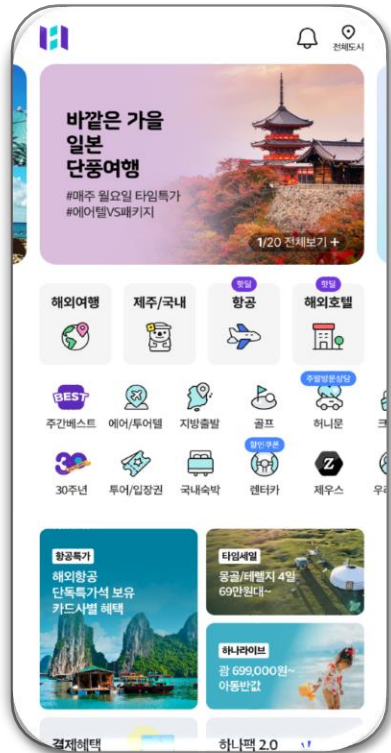 전체도시
바깥은 가을
일본
단풍여행
#매주 월요일 타임특가
#에어텔VS패키지
1/20 전체보기 +
핫딜
핫딜
해외여행
제주/국내
항공
해외호텔
주말방문상담
BEST
주간베스트
에어/투어텔
지방출발
골프
허니문
할인쿠폰
30
Z
30주년
투어/입장권
국내숙박
렌터카
제우스
항공특가
해외항공
단독특가석 보유
카드사별 혜택
타임세일
몽골/테렐지 4일
69만원대~
하나라이브
괌 699,000원~
아동반값
결제혜택
하나팩 2.0